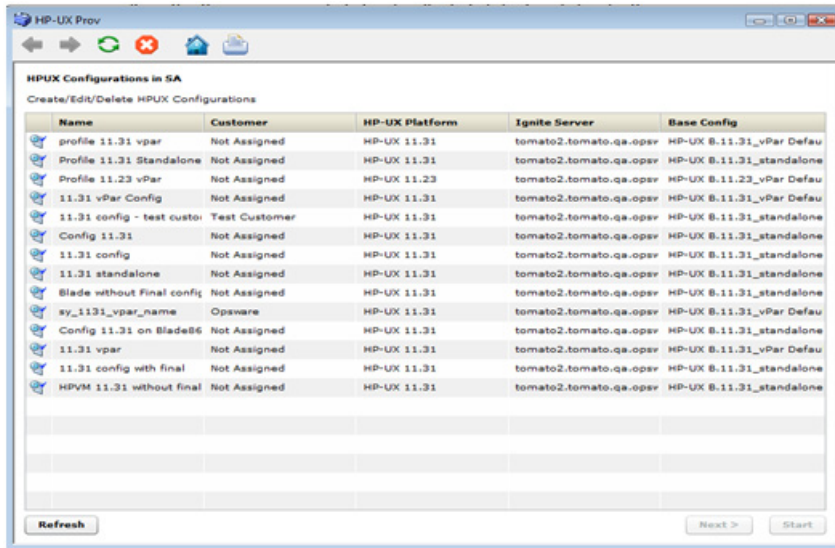 HP-UX Prov
HPUX Configurations in SA
Create/Edit/Delete HPUX Configurations
Name Customer HP-UX Platform Ignite Server Base Config
profile 11.31 vpar Not Assigned HP-UX 11.31 tomato2.tomato.qa.opsv HP-UX B.11.31_vPar Defau
Profile 11.31 Standalone Not Assigned HP-UX 11.31 tomato2.tomato.qa.opsv HP-UX B.11.31_standalone
Profile 11.23 vPar Not Assigned HP-UX 11.23 tomato2.tomato.qa.opsv HP-UX B.11.23_vPar Defau
11.31 vPar Config Not Assigned HP-UX 11.31 tomato2.tomato.qa.opsv HP-UX B.11.31_vPar Defau
11.31 config - test custo Test Customer HP-UX 11.31 tomato2.tomato.qa.opsv HP-UX B.11.31_standalone
Config 11.31 Not Assigned HP-UX 11.31 tomato2.tomato.qa.opsv HP-UX B.11.31_standalone
11.31 config Not Assigned HP-UX 11.31 tomato2.tomato.qa.opsv HP-UX B.11.31_standalone
11.31 standalone Not Assigned HP-UX 11.31 tomato2.tomato.qa.opsv HP-UX B.11.31_standalone
Blade without Final config Not Assigned HP-UX 11.31 tomato2.tomato.qa.opsv HP-UX B.11.31_standalone
sy_1131_vpar_name Opsware HP-UX 11.31 tomato2.tomato.qa.opsv HP-UX B.11.31_vPar Defau
Config 11.31 on Blade86 Not Assigned HP-UX 11.31 tomato2.tomato.qa.opsv HP-UX B.11.31_standalone
11.31 vpar Not Assigned HP-UX 11.31 tomato2.tomato.qa.opsv HP-UX B.11.31_vPar Defau
11.31 config with final Not Assigned HP-UX 11.31 tomato2.tomato.qa.opsv HP-UX B.11.31_standalone
HPVM 11.31 without final Not Assigned HP-UX 11.31 tomato2.tomato.qa.opsv HP-UX B.11.31_standalone
Refresh Next > Start